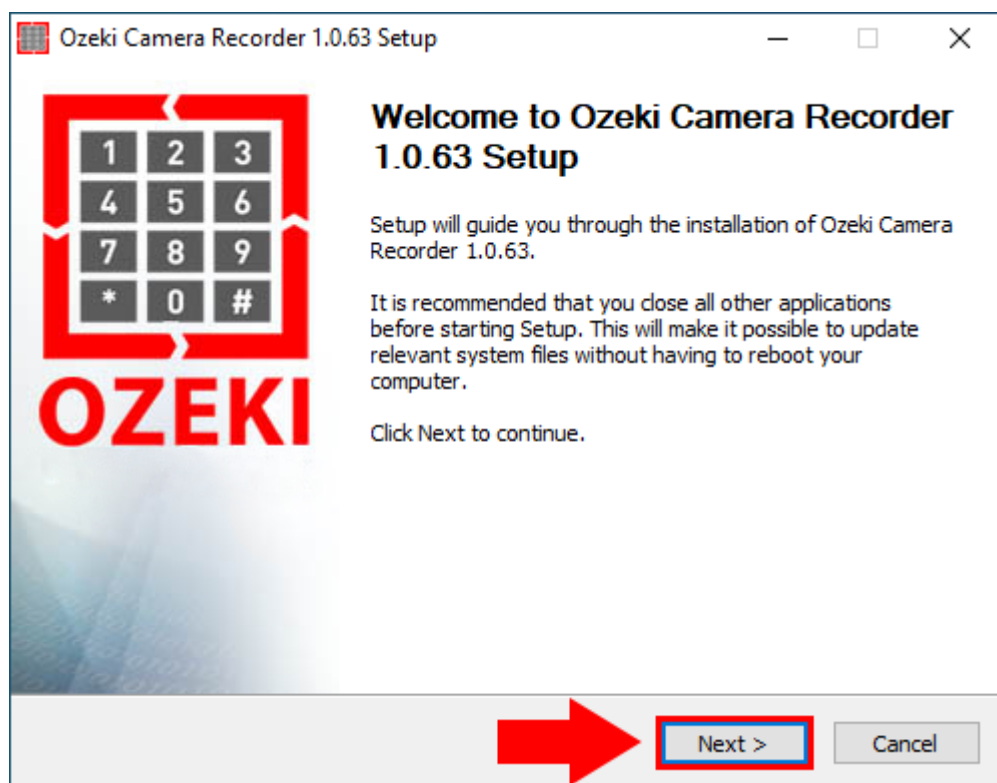 Ozeki Camera Recorder 1.0.63 Setup
1 2 3
4 5 6
7 8 9
* 0 #
OZEKI
Welcome to Ozeki Camera Recorder
1.0.63 Setup
Setup will guide you through the installation of Ozeki Camera
Recorder 1.0.63.
It is recommended that you close all other applications
before starting Setup. This will make it possible to update
relevant system files without having to reboot your
computer.
Click Next to continue.
Next >
Cancel